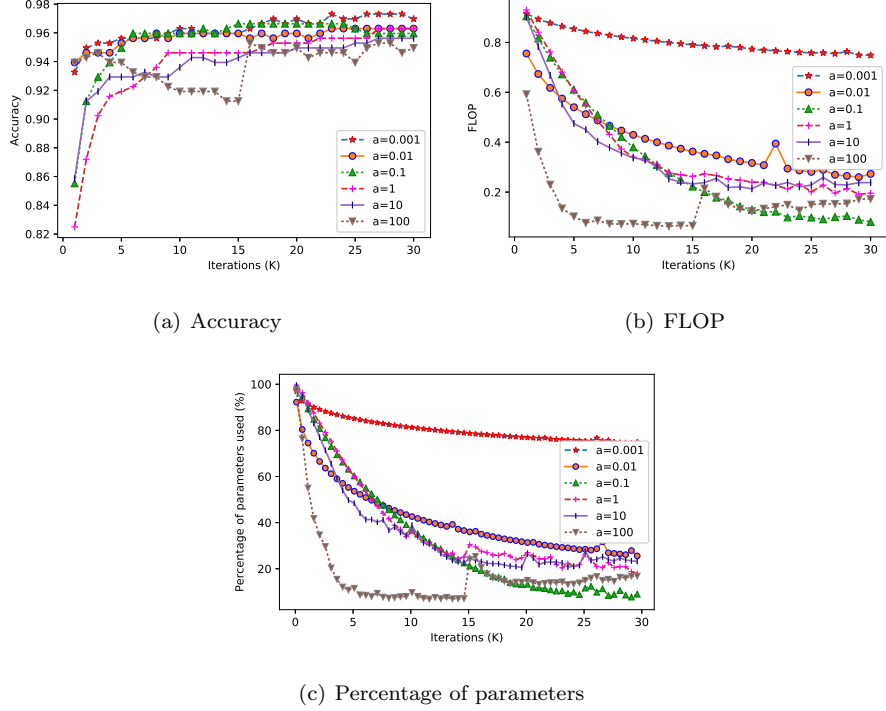 0.98
0.96
0.94
0.92
0.90
0.88
0.86
0.84
0.82
Accuracy
a=0.001
a=0.01
a=0.1
a=1
a=10
a=100
0 5 10 15 20 25 30
Iterations (K)
(a) Accuracy
0.8
0.6
0.4
0.2
FLOP
a=0.001
a=0.01
a=0.1
a=1
a=10
a=100
0 5 10 15 20 25 30
Iterations (K)
(b) FLOP
100
80
60
40
20
Percentage of parameters used (%)
a=0.001
a=0.01
a=0.1
a=1
a=10
a=100
0 5 10 15 20 25 30
Iterations (K)
(c) Percentage of parameters